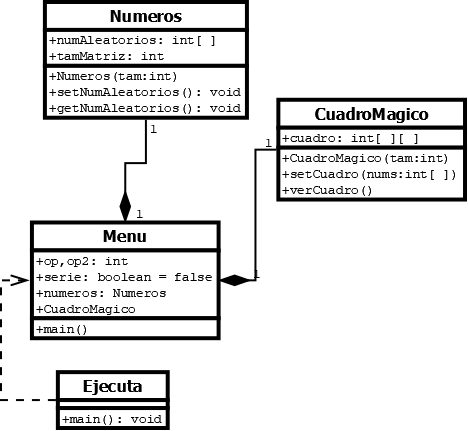 Numeros
+numAleatorios: int[ ]
+tamMatriz: int
+Numeros(tam:int)
+setNumAleatorios(): void
+getNumAleatorios(): void
1
CuadroMagico
+cuadro: int[ ][ ]
+CuadroMagico(tam:int)
+setCuadro(nums:int[ ])
+verCuadro()
1
1
Menu
+op,op2: int
+serie: boolean = false
+numeros: Numeros
+CuadroMagico
+main()
1
Ejecuta
+main(): void